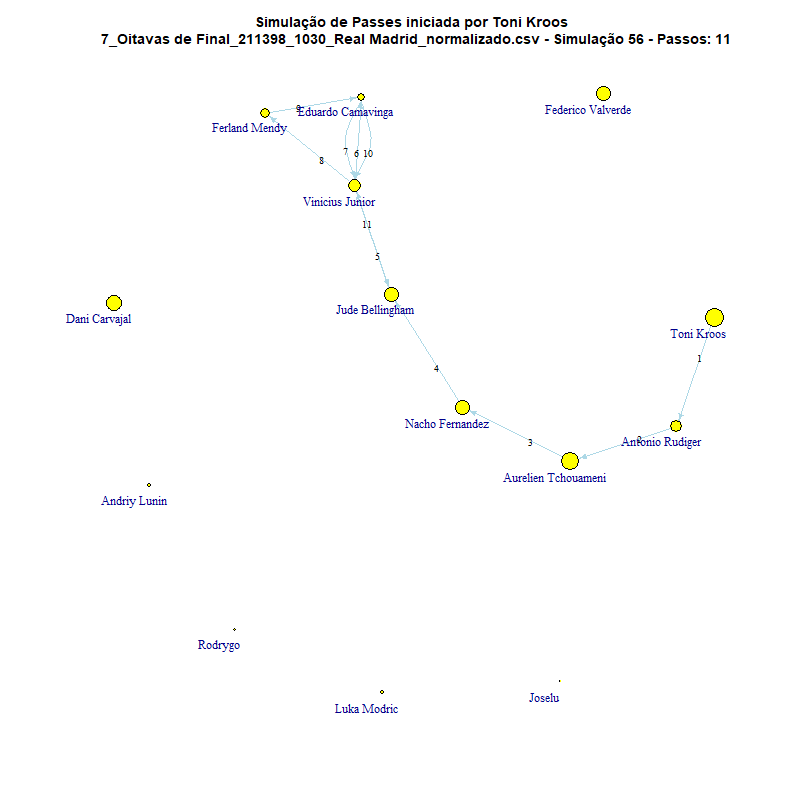 Simulação de Passes iniciada por Toni Kroos
7_Oitavas de Final_211398_1030_Real Madrid_normalizado.csv - Simulação 56 - Passos: 11
Federico Valverde
9
Eduardo Camavinga
Ferland Mendy
7 6 10
8
Vinicius Junior
11
5
Jude Bellingham
Dani Carvajal
Toni Kroos
1
4
Nacho Fernandez
3
2
Antonio Rudiger
Aurelien Tchouameni
Andriy Lunin
Rodrygo
Joselu
Luka Modric